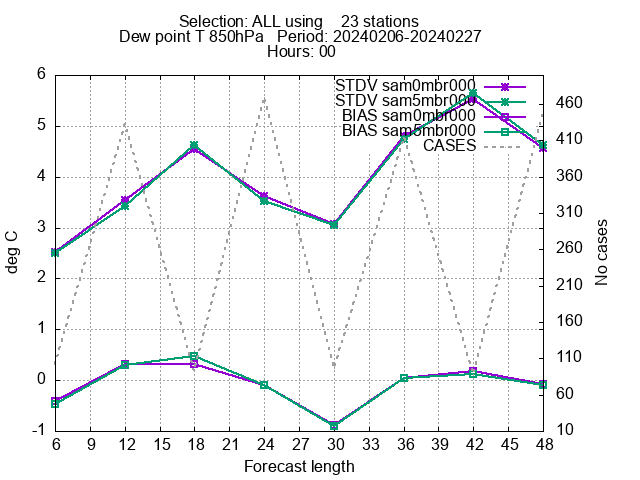 Selection: ALL using    23 stations
Dew point T 850hPa   Period: 20240206-20240227
Hours: 00
STDV sam0mbr000
STDV sam5mbr000
BIAS sam0mbr000
BIAS sam5mbr000
CASES
6
5
4
3
2
1
0
-1
deg C
460
410
360
310
260
210
160
110
60
10
No cases
6 9 12 15 18 21 24 27 30 33 36 39 42 45 48
Forecast length